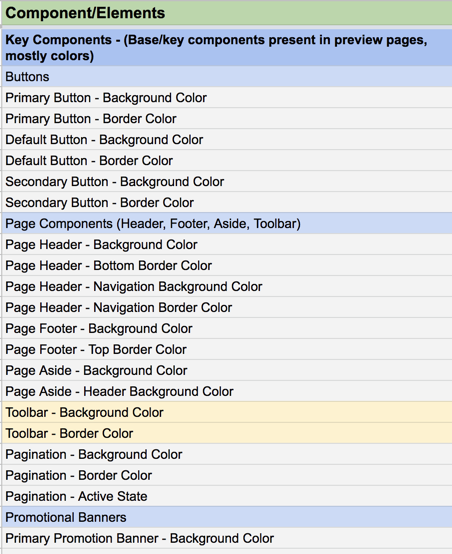 Component/Elements
Key Components - (Base/key components present in preview pages,
mostly colors)
Buttons
Primary Button - Background Color
Primary Button - Border Color
Default Button - Background Color
Default Button - Border Color
Secondary Button - Background Color
Secondary Button - Border Color
Page Components (Header, Footer, Aside, Toolbar)
Page Header - Background Color
Page Header - Bottom Border Color
Page Header - Navigation Background Color
Page Header - Navigation Border Color
Page Footer - Background Color
Page Footer - Top Border Color
Page Aside - Background Color
Page Aside - Header Background Color
Toolbar - Background Color
Toolbar - Border Color
Pagination - Background Color
Pagination - Border Color
Pagination - Active State
Promotional Banners
Primary Promotion Banner - Background Color